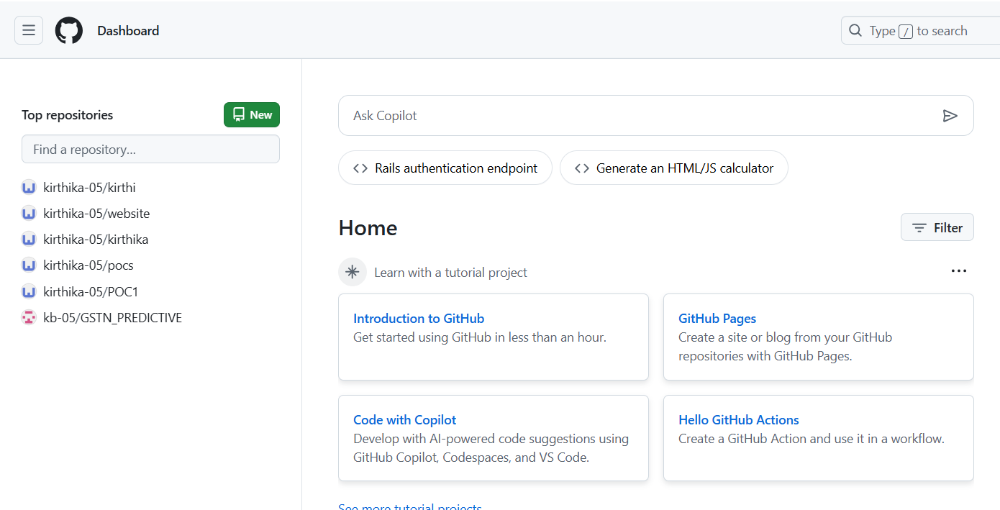 Dashboard
Type / to search
Top repositories
New
Find a repository...
kirthika-05/kirthi
kirthika-05/website
kirthika-05/kirthika
kirthika-05/pocs
kirthika-05/POC1
kb-05/GSTN_PREDICTIVE
Ask Copilot
Rails authentication endpoint
Generate an HTML/JS calculator
Home
Filter
Learn with a tutorial project
Introduction to GitHub
Get started using GitHub in less than an hour.
GitHub Pages
Create a site or blog from your GitHub
repositories with GitHub Pages.
Code with Copilot
Develop with AI-powered code suggestions using
GitHub Copilot, Codespaces, and VS Code.
Hello GitHub Actions
Create a GitHub Action and use it in a workflow.
See more tutorial projects